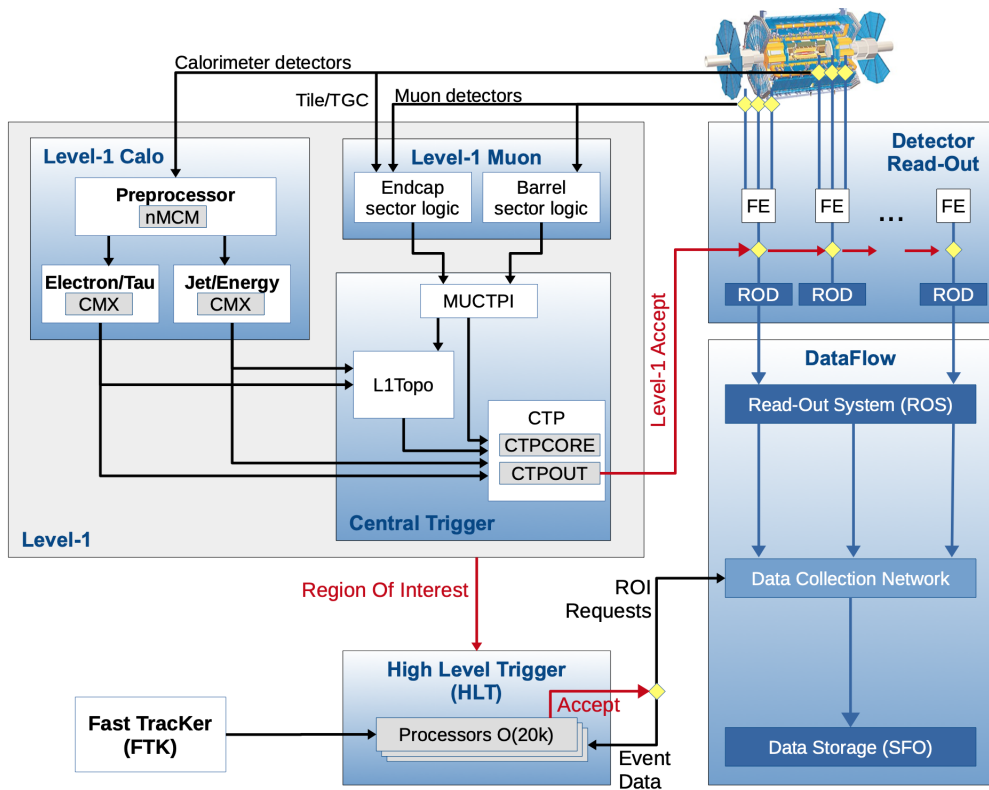 Calorimeter detectors
Tile/TGC
Muon detectors
Level-1 Calo
Preprocessor
nMCM
Electron/Tau
CMX
Jet/Energy
CMX
Level-1 Muon
Endcap
sector logic
Barrel
sector logic
MUCTPI
L1Topo
CTP
CTPCORE
CTPOUT
Central Trigger
Level-1
Level-1 Accept
Detector
Read-Out
FE
FE
...
FE
ROD
ROD
ROD
DataFlow
Read-Out System (ROS)
Data Collection Network
Data Storage (SFO)
Region Of Interest
ROI
Requests
High Level Trigger
(HLT)
Accept
Processors O(20k)
Event
Data
Fast TracKer
(FTK)